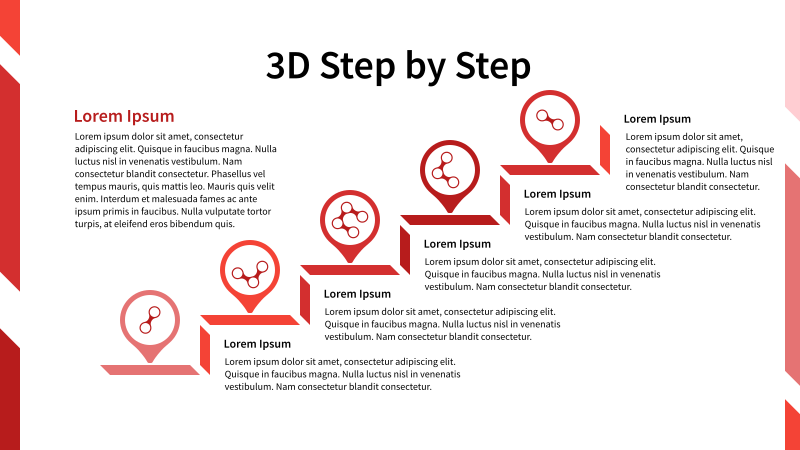 3D Step by Step
Lorem Ipsum
Lorem ipsum dolor sit amet, consectetur
adipiscing elit. Quisque in faucibus magna. Nulla
luctus nisl in venenatis vestibulum. Nam
consectetur blandit consectetur. Phasellus vel
tempus mauris, quis mattis leo. Mauris quis velit
enim. Interdum et malesuada fames ac ante
ipsum primis in faucibus. Nulla vulputate tortor
turpis, at eleifend eros bibendum quis.
Lorem Ipsum
Lorem ipsum dolor sit amet, consectetur adipiscing elit.
Quisque in faucibus magna. Nulla luctus nisl in venenatis
vestibulum. Nam consectetur blandit consectetur.
Lorem Ipsum
Lorem ipsum dolor sit amet, consectetur adipiscing elit.
Quisque in faucibus magna. Nulla luctus nisl in venenatis
vestibulum. Nam consectetur blandit consectetur.
Lorem Ipsum
Lorem ipsum dolor sit amet, consectetur adipiscing elit.
Quisque in faucibus magna. Nulla luctus nisl in venenatis
vestibulum. Nam consectetur blandit consectetur.
Lorem Ipsum
Lorem ipsum dolor sit amet, consectetur adipiscing elit.
Quisque in faucibus magna. Nulla luctus nisl in venenatis
vestibulum. Nam consectetur blandit consectetur.
Lorem Ipsum
Lorem ipsum dolor sit amet,
consectetur adipiscing elit. Quisque
in faucibus magna. Nulla luctus nisl
in venenatis vestibulum. Nam
consectetur blandit consectetur.